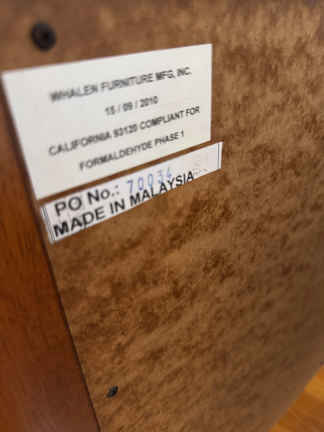 WHALEN FURNITURE MFG, INC.
15 / 09 / 2010
CALIFORNIA 93120 COMPLIANT FOR
FORMALDEHYDE PHASE 1
PO No.: 70034
MADE IN MALAYSIA